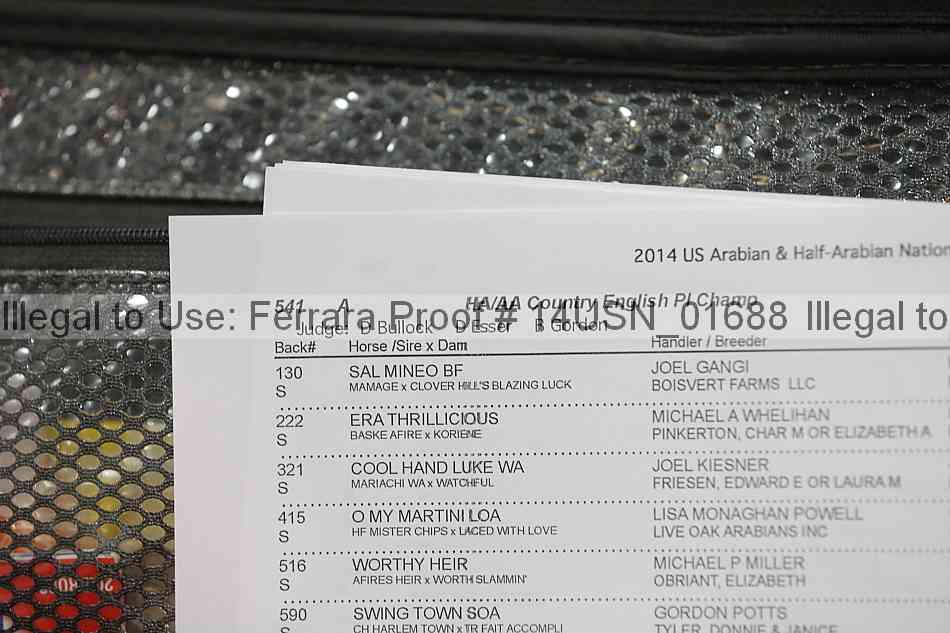 2014 US Arabian & Half-Arabian Nation
541 A HA/AA Country English Pl Champ
Illegal to Use: Ferrara Proof # 14USN_01688 Illegal to
Judge: D Bullock D Esser B Gordon
Back# Horse /Sire x Dam Handler / Breeder
130 SAL MINEO BF JOEL GANGI
S MAMAGE x CLOVER HILL'S BLAZING LUCK BOISVERT FARMS LLC
222 ERA THRILLICIOUS MICHAEL A WHELIHAN
S BASKE AFIRE x KORIENE PINKERTON, CHAR M OR ELIZABETH A
321 COOL HAND LUKE WA JOEL KIESNER
S MARIACHI WA x WATCHFUL FRIESEN, EDWARD E OR LAURA M
415 O MY MARTINI LOA LISA MONAGHAN POWELL
S HF MISTER CHIPS x LACED WITH LOVE LIVE OAK ARABIANS INC
516 WORTHY HEIR MICHAEL P MILLER
S AFIRES HEIR x WORTH SLAMMIN' OBRIANT, ELIZABETH
590 SWING TOWN SOA GORDON POTTS
S CH HARLEM TOWN x TR FAIT ACCOMPLI TYLER, DONNIE & JANICE